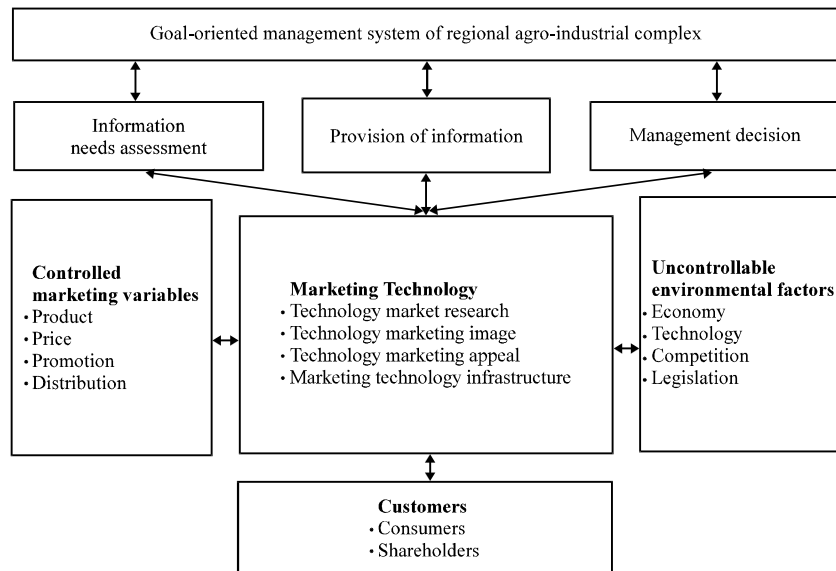 Goal-oriented management system of regional agro-industrial complex
Information
needs assessment
Provision of information
Management decision
Controlled
marketing variables
• Product
• Price
• Promotion
• Distribution
Marketing Technology
• Technology market research
• Technology marketing image
• Technology marketing appeal
• Marketing technology infrastructure
Uncontrollable
environmental factors
• Economy
• Technology
• Competition
• Legislation
Customers
• Consumers
• Shareholders